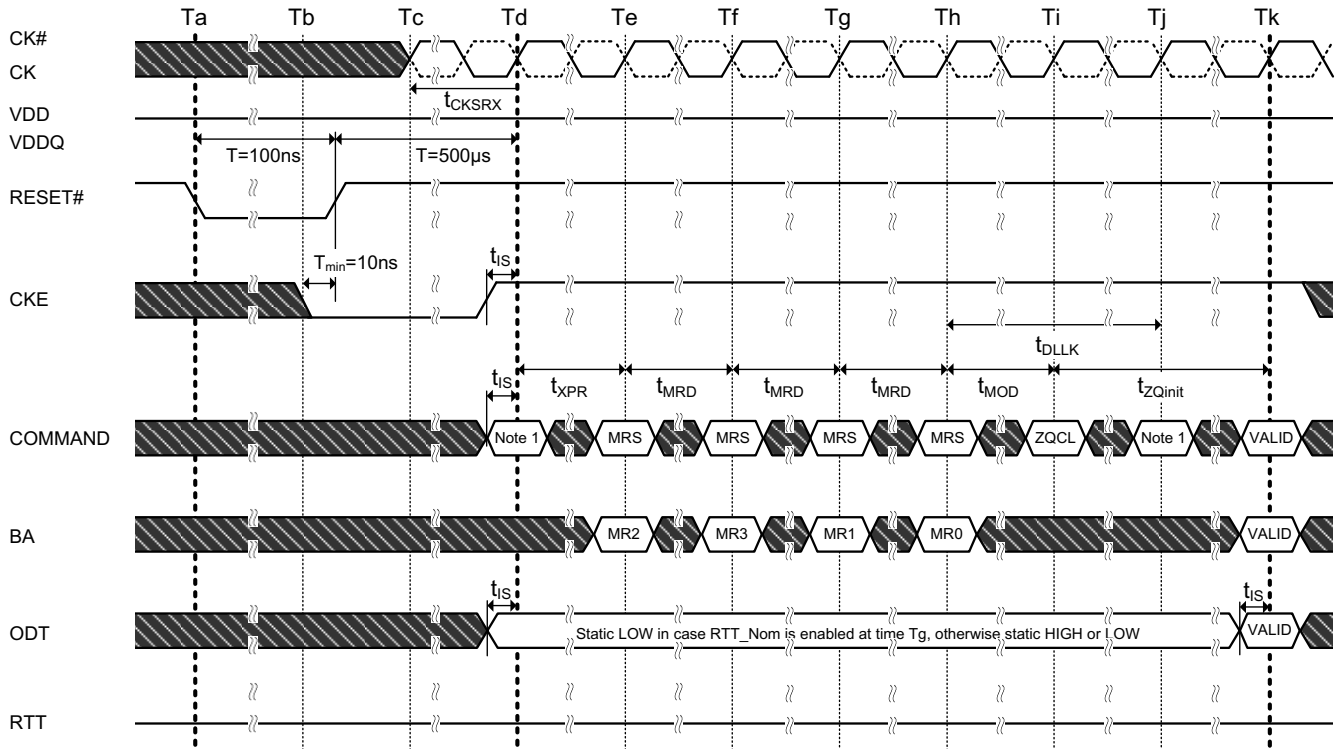 Ta Tb Tc Td Te Tf Tg Th Ti Tj Tk
CK#
CK
tCKSRX
VDD
VDDQ
T=100ns T=500µs
RESET#
Tmin=10ns tIS
CKE
tDLLK
tIS tXPR tMRD tMRD tMRD tMOD tZQinit
COMMAND Note 1 MRS MRS MRS MRS ZQCL Note 1 VALID
BA MR2 MR3 MR1 MR0 VALID
tIS tIS
ODT Static LOW in case RTT_Nom is enabled at time Tg, otherwise static HIGH or LOW VALID
RTT